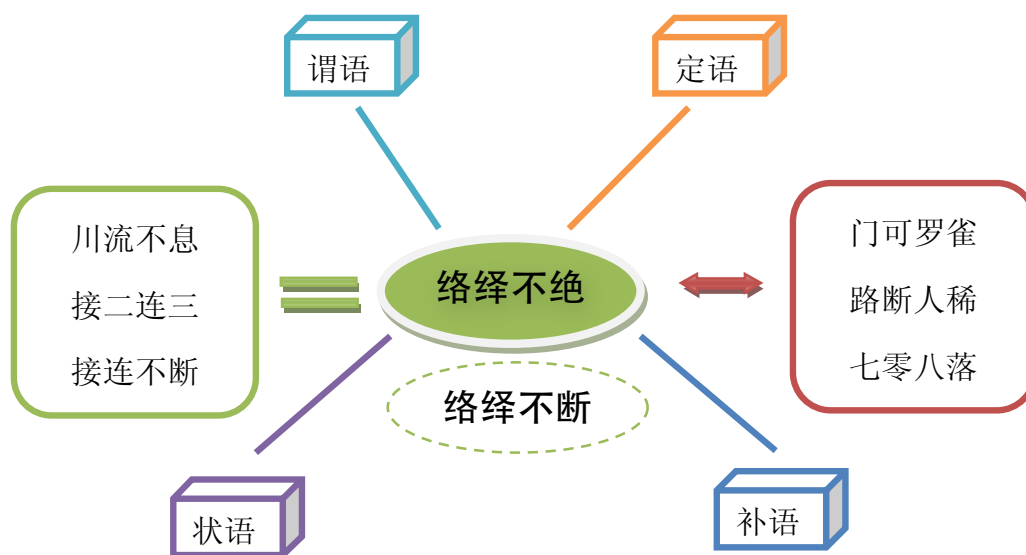 谓语
定语
川流不息
接二连三
接连不断
络绎不绝
络绎不断
门可罗雀
路断人稀
七零八落
状语
补语